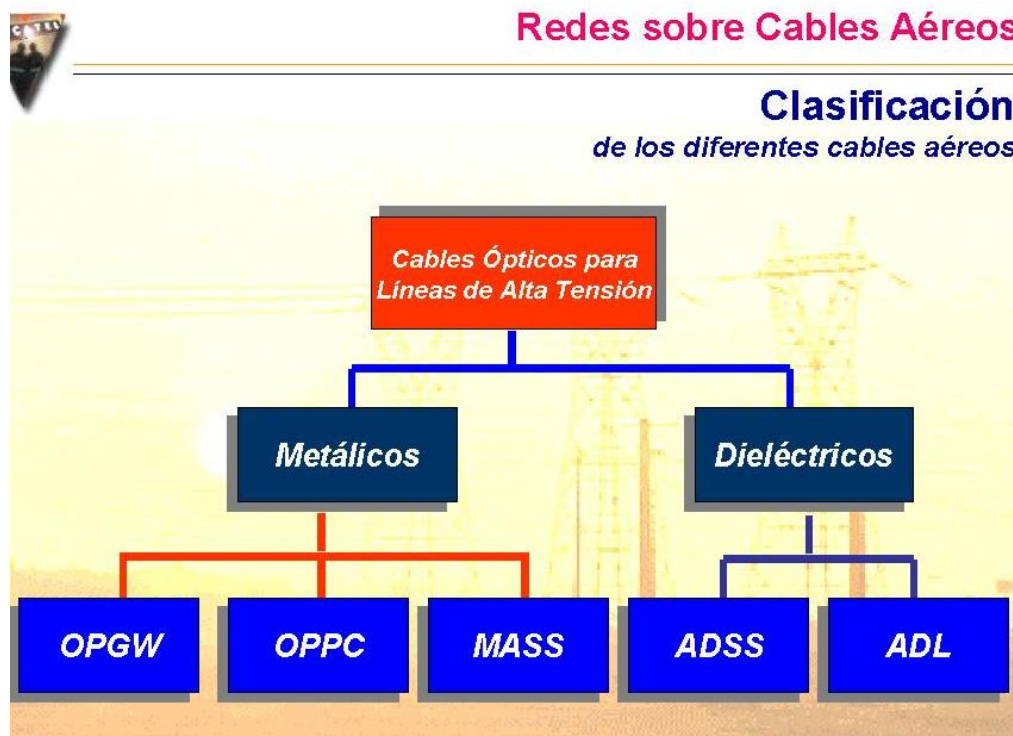 Redes sobre Cables Aéreos
Clasificación
de los diferentes cables aéreos
Cables Ópticos para
Líneas de Alta Tensión
Metálicos
Dieléctricos
OPGW
OPPC
MASS
ADSS
ADL